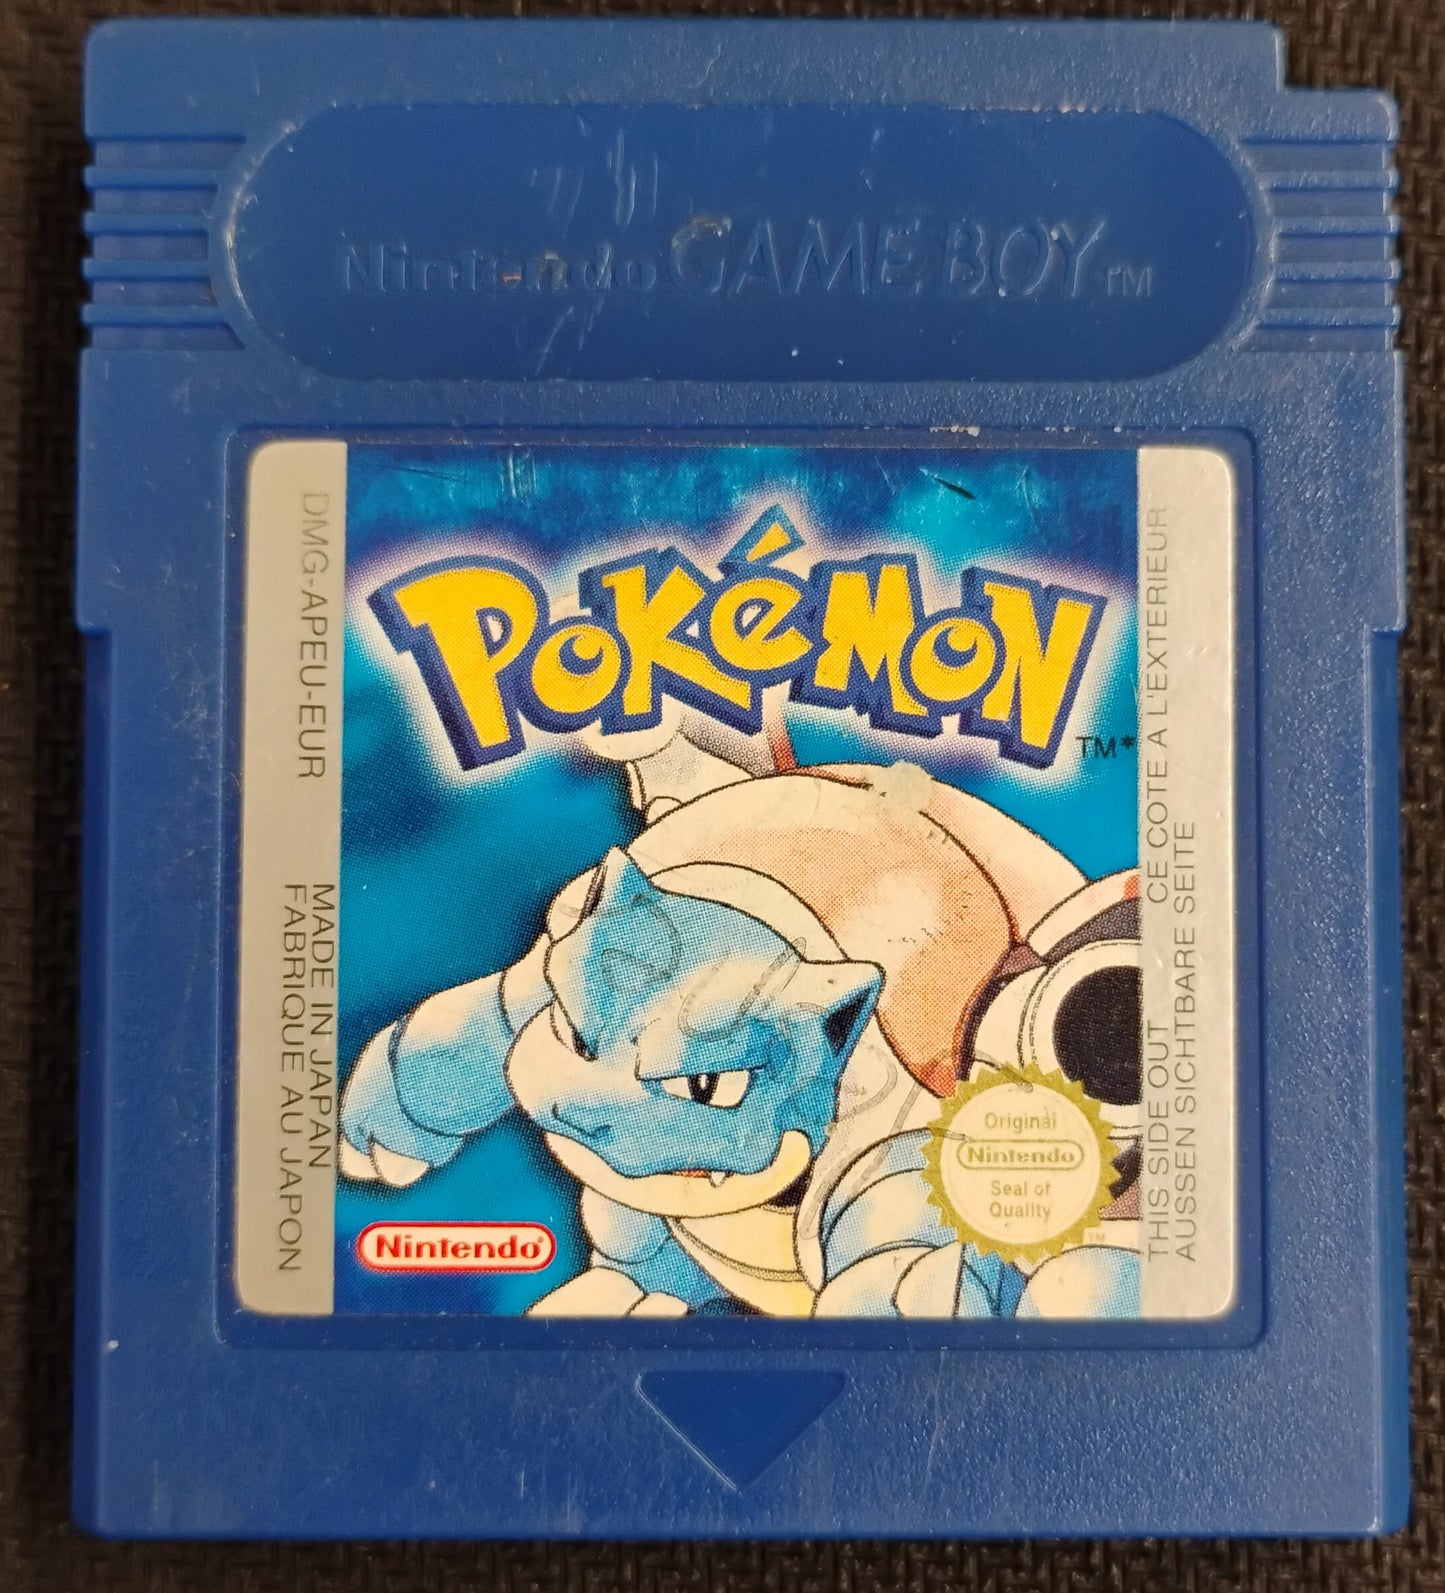 Nintendo GAME BOY TM
POKéMON
TM*
DMG-APEU-EUR
MADE IN JAPAN
FABRIQUE AU JAPON
THIS SIDE OUT CE COTE A L'EXTERIEUR
AUSSEN SICHTBARE SEITE
Original
Nintendo
Seal of
Quality
TM
Nintendo®